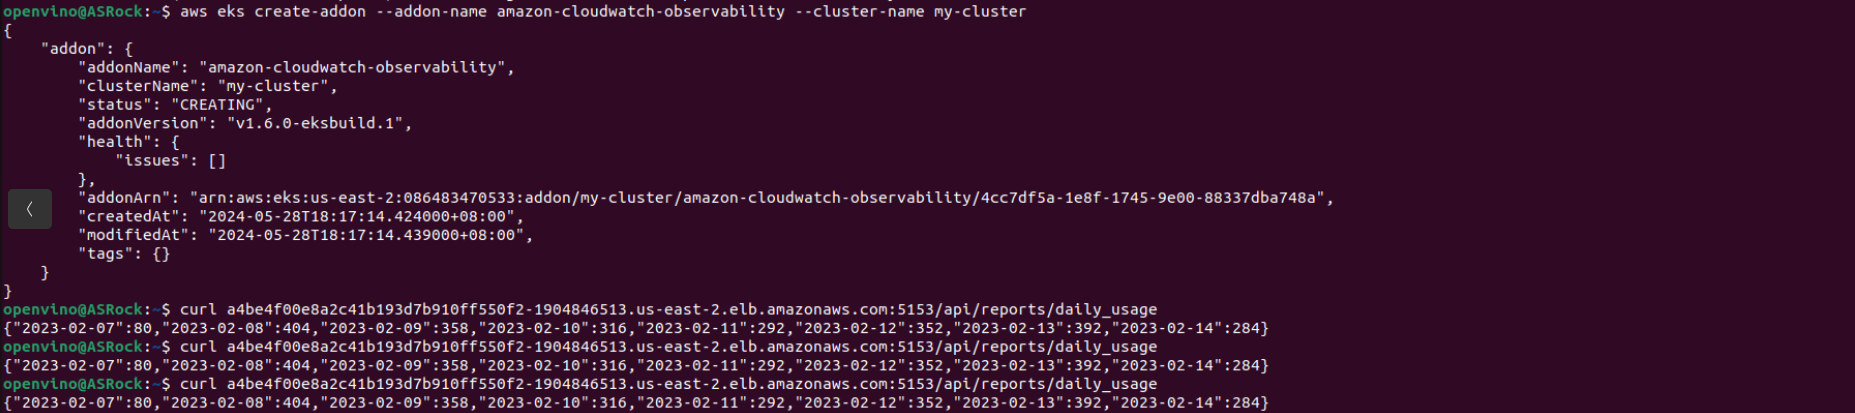 openvino@ASRock:~$ aws eks create-addon --addon-name amazon-cloudwatch-observability --cluster-name my-cluster
{
    "addon": {
        "addonName": "amazon-cloudwatch-observability",
        "clusterName": "my-cluster",
        "status": "CREATING",
        "addonVersion": "v1.6.0-eksbuild.1",
        "health": {
            "issues": []
        },
        "addonArn": "arn:aws:eks:us-east-2:086483470533:addon/my-cluster/amazon-cloudwatch-observability/4cc7df5a-1e8f-1745-9e00-88337dba748a",
        "createdAt": "2024-05-28T18:17:14.424000+08:00",
        "modifiedAt": "2024-05-28T18:17:14.439000+08:00",
        "tags": {}
    }
}
openvino@ASRock:~$ curl a4be4f00e8a2c41b193d7b910ff550f2-1904846513.us-east-2.elb.amazonaws.com:5153/api/reports/daily_usage
{"2023-02-07":80,"2023-02-08":404,"2023-02-09":358,"2023-02-10":316,"2023-02-11":292,"2023-02-12":352,"2023-02-13":392,"2023-02-14":284}
openvino@ASRock:~$ curl a4be4f00e8a2c41b193d7b910ff550f2-1904846513.us-east-2.elb.amazonaws.com:5153/api/reports/daily_usage
{"2023-02-07":80,"2023-02-08":404,"2023-02-09":358,"2023-02-10":316,"2023-02-11":292,"2023-02-12":352,"2023-02-13":392,"2023-02-14":284}
openvino@ASRock:~$ curl a4be4f00e8a2c41b193d7b910ff550f2-1904846513.us-east-2.elb.amazonaws.com:5153/api/reports/daily_usage
{"2023-02-07":80,"2023-02-08":404,"2023-02-09":358,"2023-02-10":316,"2023-02-11":292,"2023-02-12":352,"2023-02-13":392,"2023-02-14":284}